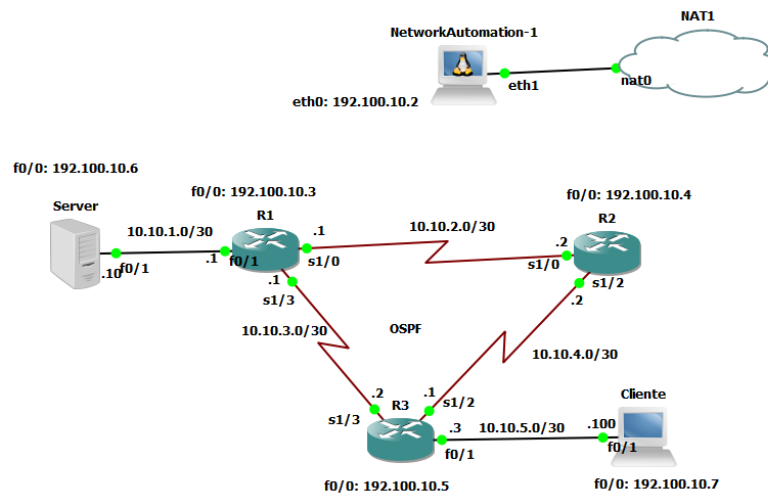 NAT1
NetworkAutomation-1
nat0
eth1
eth0: 192.100.10.2
f0/0: 192.100.10.6
Server
f0/0: 192.100.10.3
R1
f0/0: 192.100.10.4
R2
10.10.1.0/30
.1
10.10.2.0/30
.2
.10
f0/1
.1
f0/1
s1/0
s1/0
.1
s1/3
s1/2
.2
10.10.3.0/30
OSPF
10.10.4.0/30
Cliente
.2
R3
.1
s1/2
s1/3
.3
10.10.5.0/30
.100
f0/1
f0/1
f0/0: 192.100.10.5
f0/0: 192.100.10.7